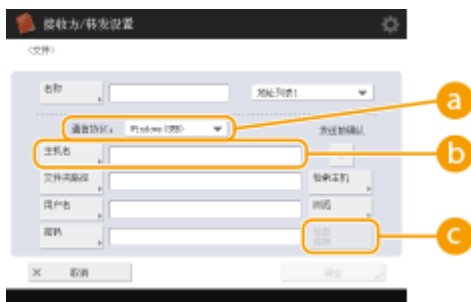 接收方/转发设置
<文件>
名称
地址列表1
通信协议:
Windows (SMB)
发送前确认
主机名
文件夹路径
检索主机
用户名
浏览
密码
取消
确定
a
b
c